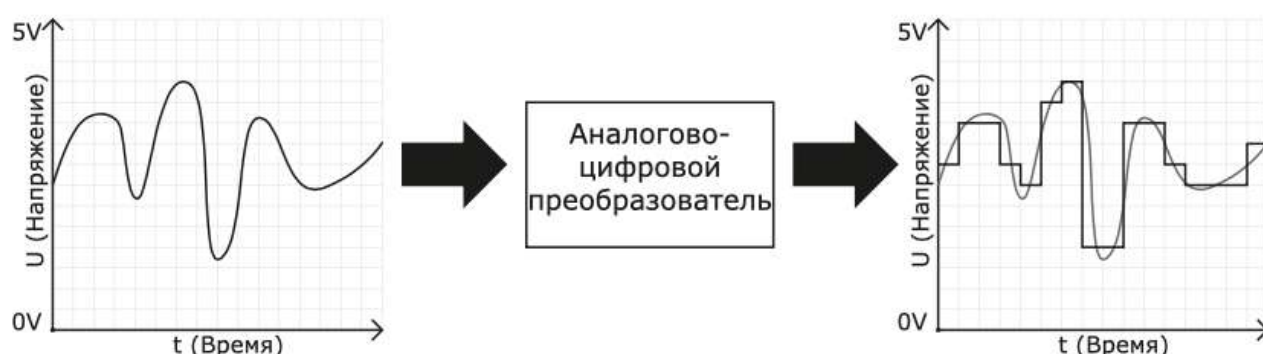 5V
U (Напряжение)
0V
t (Время)
Аналогово-
цифровой
преобразователь
5V
U (Напряжение)
0V
t (Время)